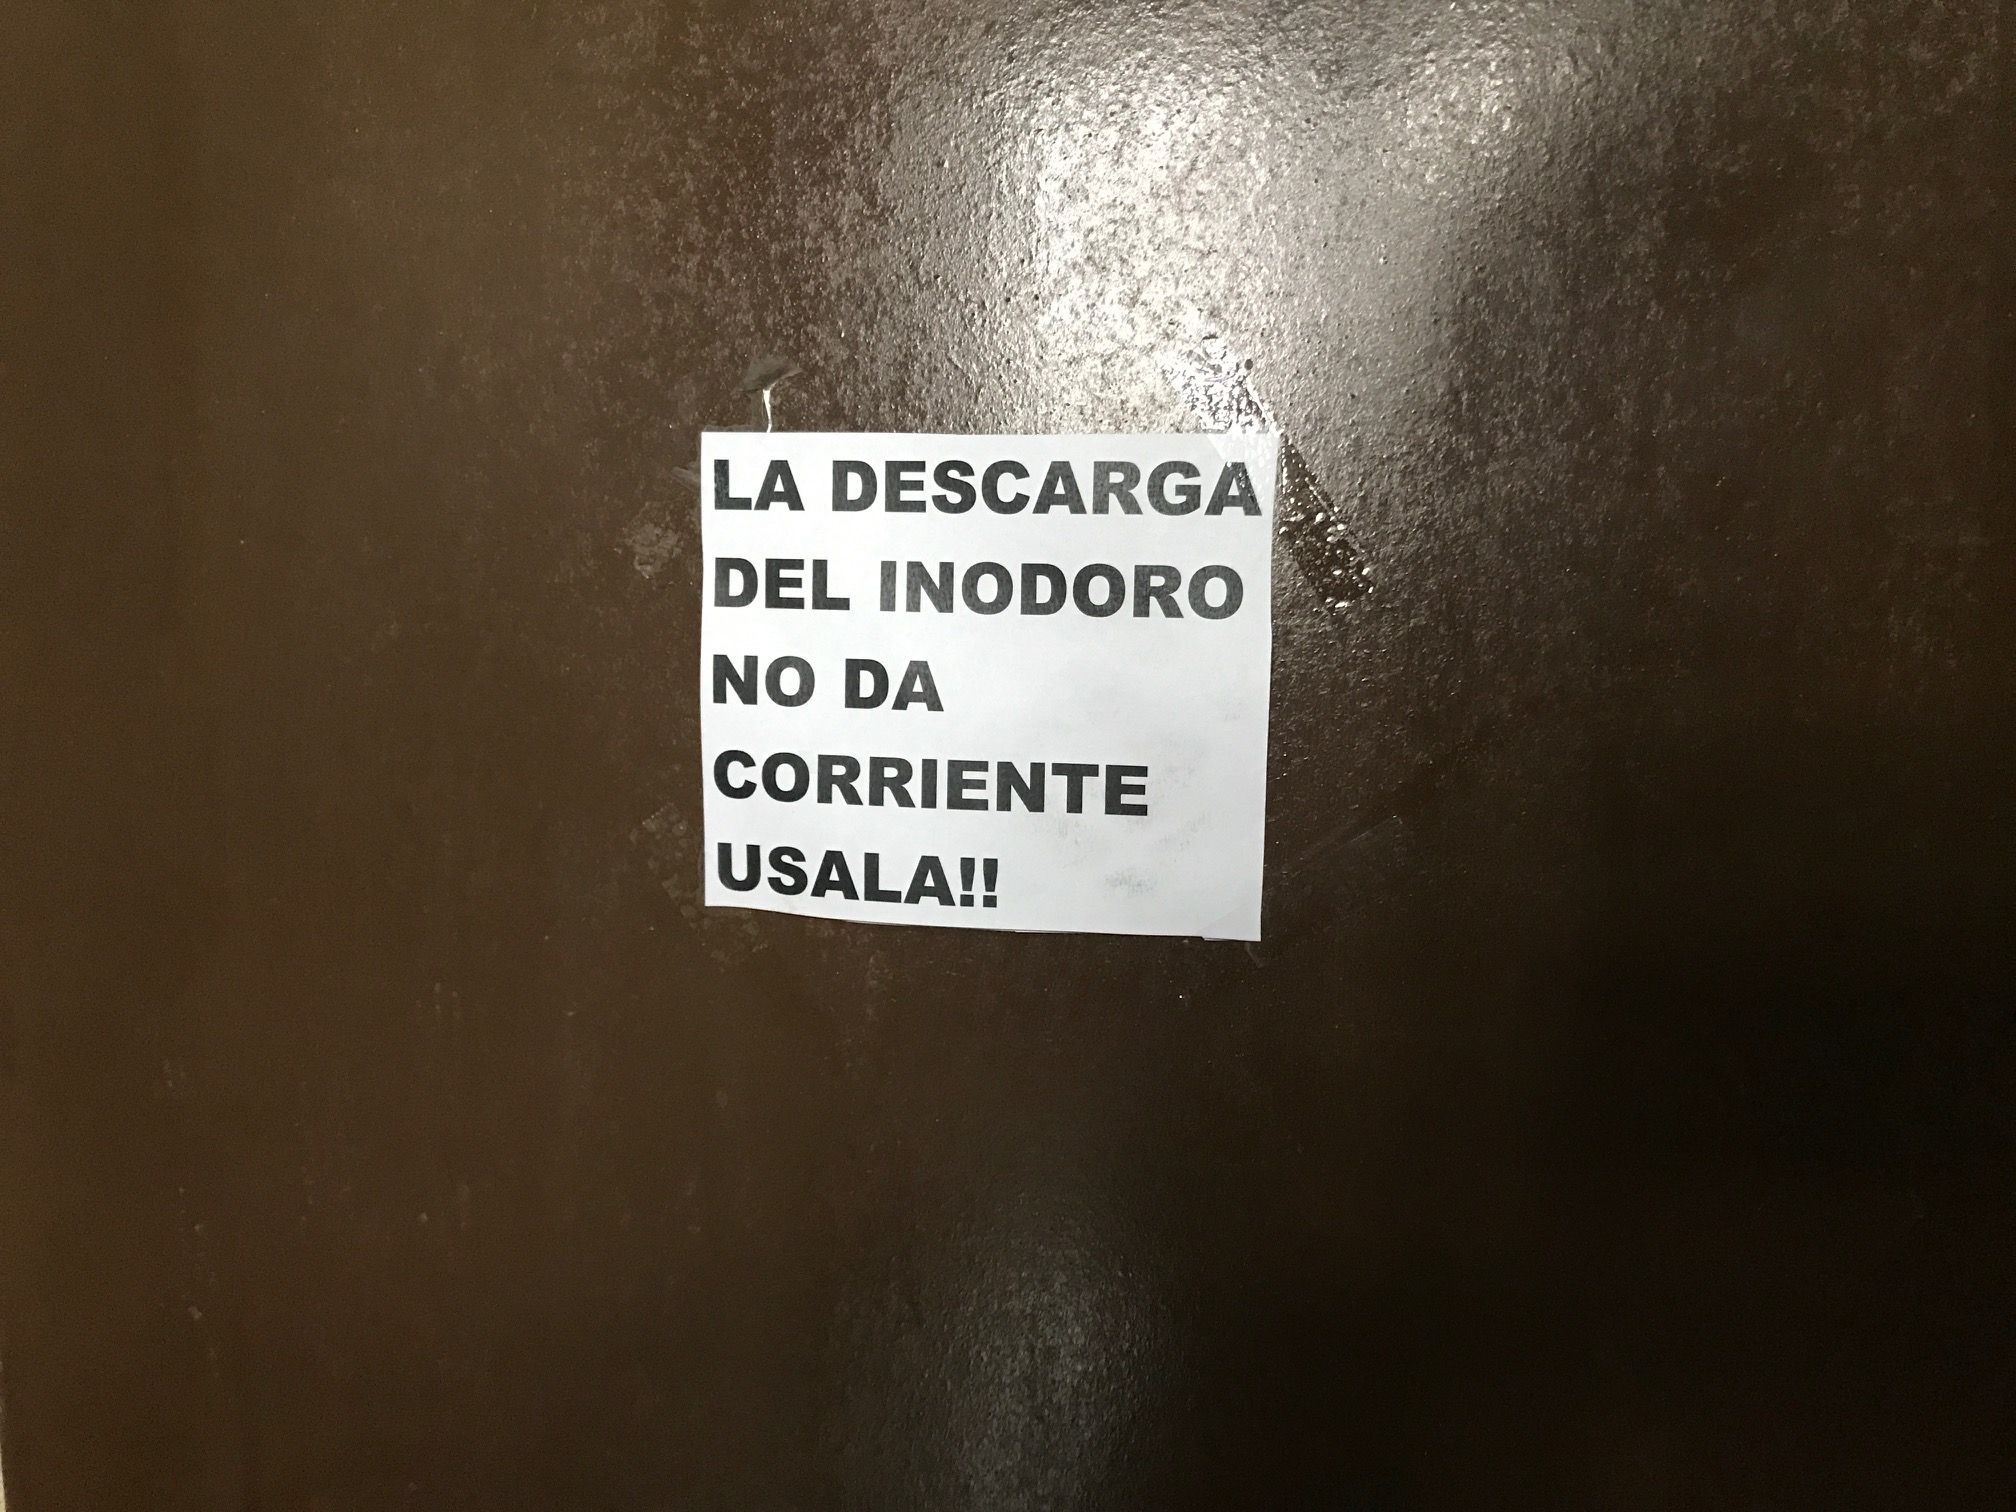 LA DESCARGA
DEL INODORO
NO DA
CORRIENTE
USALA!!